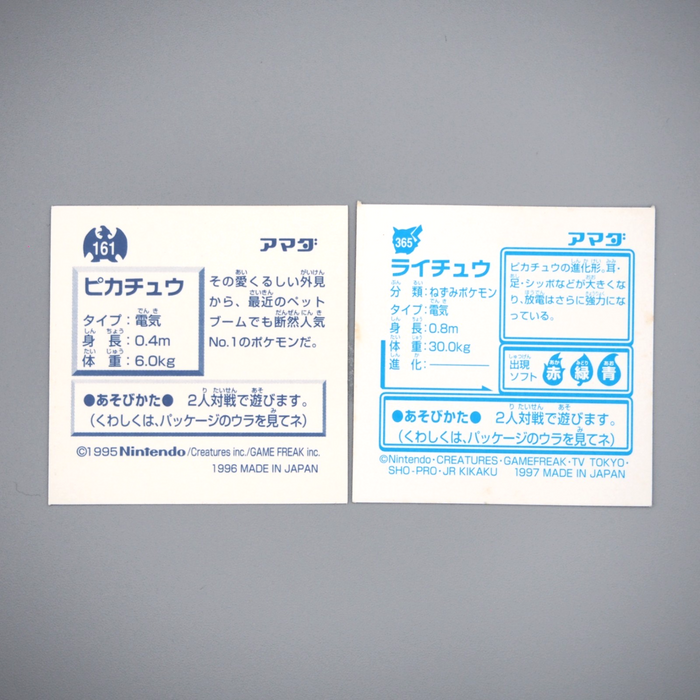 161
アマダ
ピカチュウ
タイプ:電気
身長:0.4m
体重:6.0kg
その愛くるしい外見
から、最近のペット
ブームでも断然人気
No.1のポケモンだ。
●あそびかた● 2人対戦で遊びます。
(くわしくは、パッケージのウラを見てネ)
©1995 Nintendo/Creatures inc./GAME FREAK inc.
1996 MADE IN JAPAN
365
アマダ
ライチュウ
分類:ねずみポケモン
タイプ:電気
身長:0.8m
体重:30.0kg
進化:————
ピカチュウの進化形。耳・
足・シッポなどが大きくな
り、放電はさらに強力にな
っている。
出現
ソフト
赤 緑 青
●あそびかた● 2人対戦で遊びます。
(くわしくは、パッケージのウラを見てネ)
©Nintendo・CREATURES・GAMEFREAK・TV TOKYO・
SHO-PRO・JR KIKAKU 1997 MADE IN JAPAN